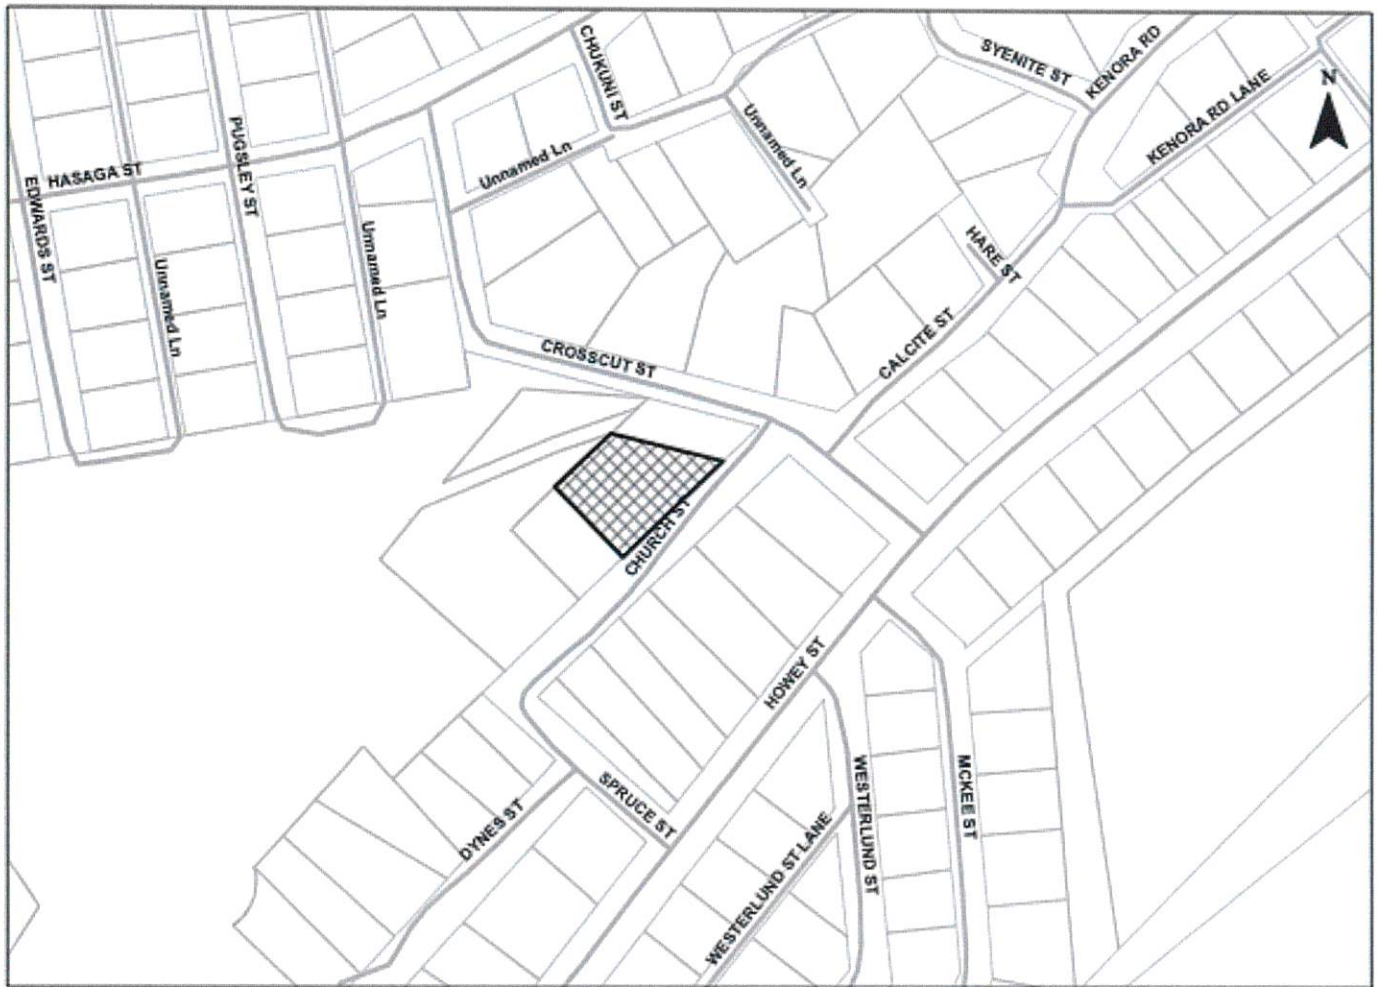 CHUKUNI ST
SYENITE ST
KENORA RD
N
KENORA RD LANE
Unnamed Ln
Unnamed Ln
PUGSLEY ST
HASAGA ST
EDWARDS ST
Unnamed Ln
Unnamed Ln
HARE ST
CALCITE ST
CROSSCUT ST
CHURCH ST
HOWEY ST
SPRUCE ST
DYNES ST
WESTERLUND ST
MCKEE ST
WESTERLUND ST LANE